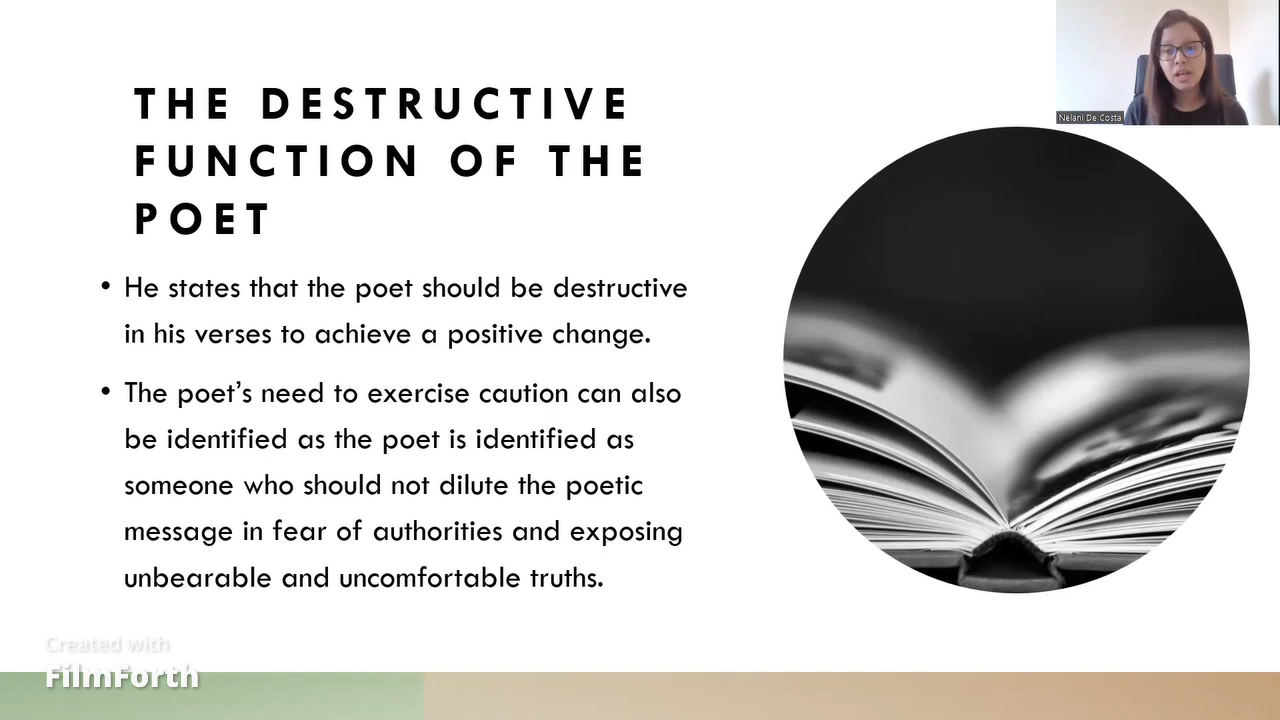 Nelani De Costa
THE DESTRUCTIVE
FUNCTION OF THE
POET
• He states that the poet should be destructive
in his verses to achieve a positive change.
• The poet’s need to exercise caution can also
be identified as the poet is identified as
someone who should not dilute the poetic
message in fear of authorities and exposing
unbearable and uncomfortable truths.
Created with
FilmForth